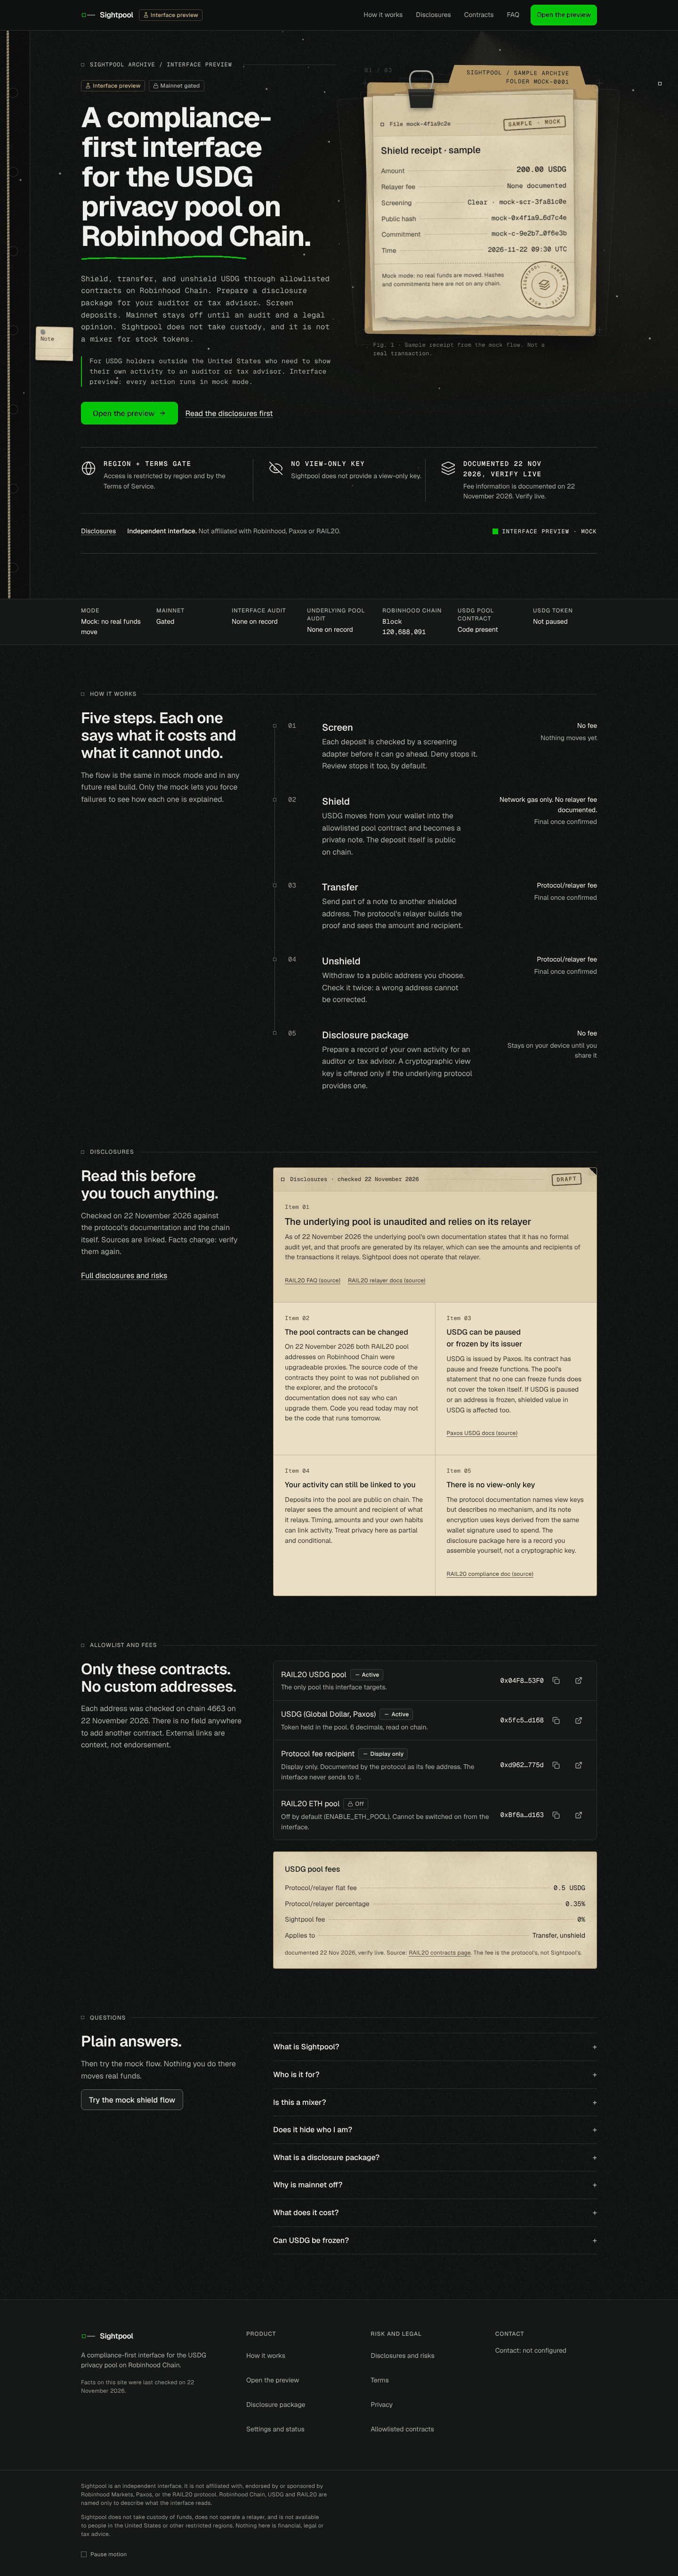 Sightpool
Interface preview
How it works
Disclosures
Contracts
FAQ
Open the preview
SIGHTPOOL ARCHIVE / INTERFACE PREVIEW
Interface preview
Mainnet gated
A compliance-
first interface
for the USDG
privacy pool on
Robinhood Chain.
Shield, transfer, and unshield USDG through allowlisted
contracts on Robinhood Chain. Prepare a disclosure
package for your auditor or tax advisor. Screen
deposits. Mainnet stays off until an audit and a legal
opinion. Sightpool does not take custody, and it is not
a mixer for stock tokens.
For USDG holders outside the United States who need to show
their own activity to an auditor or tax advisor. Interface
preview: every action runs in mock mode.
Open the preview →
Read the disclosures first
Note
01 / 03
SIGHTPOOL / SAMPLE ARCHIVE
FOLDER MOCK-0001
File mock-4f1a9c2e
SAMPLE · MOCK
Shield receipt · sample
Amount 200.00 USDG
Relayer fee None documented
Screening Clear · mock-scr-3fa81c0e
Public hash mock-0x4f1a9…6d7c4e
Commitment mock-c-9e2b7…0f6e3b
Time 2026-11-22 09:30 UTC
Mock mode: no real funds are moved. Hashes
and commitments here are not on any chain.
Fig. 1 · Sample receipt from the mock flow. Not a
real transaction.
REGION + TERMS GATE
Access is restricted by region and by the
Terms of Service.
NO VIEW-ONLY KEY
Sightpool does not provide a view-only key.
DOCUMENTED 22 NOV
2026, VERIFY LIVE
Fee information is documented on 22
November 2026. Verify live.
Disclosures
Independent interface. Not affiliated with Robinhood, Paxos or RAIL20.
INTERFACE PREVIEW · MOCK
MODE
Mock: no real funds
move
MAINNET
Gated
INTERFACE AUDIT
None on record
UNDERLYING POOL
AUDIT
None on record
ROBINHOOD CHAIN
Block
120,688,091
USDG POOL
CONTRACT
Code present
USDG TOKEN
Not paused
HOW IT WORKS
Five steps. Each one
says what it costs and
what it cannot undo.
The flow is the same in mock mode and in any
future real build. Only the mock lets you force
failures to see how each one is explained.
01
Screen
Each deposit is checked by a screening
adapter before it can go ahead. Deny stops it.
Review stops it too, by default.
No fee
Nothing moves yet
02
Shield
USDG moves from your wallet into the
allowlisted pool contract and becomes a
private note. The deposit itself is public
on chain.
Network gas only. No relayer fee
documented.
Final once confirmed
03
Transfer
Send part of a note to another shielded
address. The protocol's relayer builds the
proof and sees the amount and recipient.
Protocol/relayer fee
Final once confirmed
04
Unshield
Withdraw to a public address you choose.
Check it twice: a wrong address cannot
be corrected.
Protocol/relayer fee
Final once confirmed
05
Disclosure package
Prepare a record of your own activity for an
auditor or tax advisor. A cryptographic view
key is offered only if the underlying protocol
provides one.
No fee
Stays on your device until you
share it
DISCLOSURES
Read this before
you touch anything.
Checked on 22 November 2026 against
the protocol's documentation and the chain
itself. Sources are linked. Facts change: verify
them again.
Full disclosures and risks
Disclosures · checked 22 November 2026
DRAFT
Item 01
The underlying pool is unaudited and relies on its relayer
As of 22 November 2026 the underlying pool's own documentation states that it has no formal
audit yet, and that proofs are generated by its relayer, which can see the amounts and recipients of
the transactions it relays. Sightpool does not operate that relayer.
RAIL20 FAQ (source)
RAIL20 relayer docs (source)
Item 02
The pool contracts can be changed
On 22 November 2026 both RAIL20 pool
addresses on Robinhood Chain were
upgradeable proxies. The source code of the
contracts they point to was not published on
the explorer, and the protocol's
documentation does not say who can
upgrade them. Code you read today may not
be the code that runs tomorrow.
Item 03
USDG can be paused
or frozen by its issuer
USDG is issued by Paxos. Its contract has
pause and freeze functions. The pool's
statement that no one can freeze funds does
not cover the token itself. If USDG is paused
or an address is frozen, shielded value in
USDG is affected too.
Paxos USDG docs (source)
Item 04
Your activity can still be linked to you
Deposits into the pool are public on chain. The
relayer sees the amount and recipient of what
it relays. Timing, amounts and your own habits
can link activity. Treat privacy here as partial
and conditional.
Item 05
There is no view-only key
The protocol documentation names view keys
but describes no mechanism, and its note
encryption uses keys derived from the same
wallet signature used to spend. The
disclosure package here is a record you
assemble yourself, not a cryptographic key.
RAIL20 compliance doc (source)
ALLOWLIST AND FEES
Only these contracts.
No custom addresses.
Each address was checked on chain 4663 on
22 November 2026. There is no field anywhere
to add another contract. External links are
context, not endorsement.
RAIL20 USDG pool
Active
The only pool this interface targets.
0x04F8…53F0
USDG (Global Dollar, Paxos)
Active
Token held in the pool. 6 decimals, read on chain.
0x5fc5…d168
Protocol fee recipient
Display only
Display only. Documented by the protocol as its fee address. The
interface never sends to it.
0xd962…775d
RAIL20 ETH pool
Off
Off by default (ENABLE_ETH_POOL). Cannot be switched on from the
interface.
0xBf6a…d163
USDG pool fees
Protocol/relayer flat fee 0.5 USDG
Protocol/relayer percentage 0.35%
Sightpool fee 0%
Applies to Transfer, unshield
documented 22 Nov 2026, verify live. Source: RAIL20 contracts page. The fee is the protocol's, not Sightpool's.
QUESTIONS
Plain answers.
Then try the mock flow. Nothing you do there
moves real funds.
Try the mock shield flow
What is Sightpool? +
Who is it for? +
Is this a mixer? +
Does it hide who I am? +
What is a disclosure package? +
Why is mainnet off? +
What does it cost? +
Can USDG be frozen? +
Sightpool
A compliance-first interface for the USDG
privacy pool on Robinhood Chain.
Facts on this site were last checked on 22
November 2026.
PRODUCT
How it works
Open the preview
Disclosure package
Settings and status
RISK AND LEGAL
Disclosures and risks
Terms
Privacy
Allowlisted contracts
CONTACT
Contact: not configured
Sightpool is an independent interface. It is not affiliated with, endorsed by or sponsored by
Robinhood Markets, Paxos, or the RAIL20 protocol. Robinhood Chain, USDG and RAIL20 are
named only to describe what the interface reads.
Sightpool does not take custody of funds, does not operate a relayer, and is not available
to people in the United States or other restricted regions. Nothing here is financial, legal or
tax advice.
Pause motion